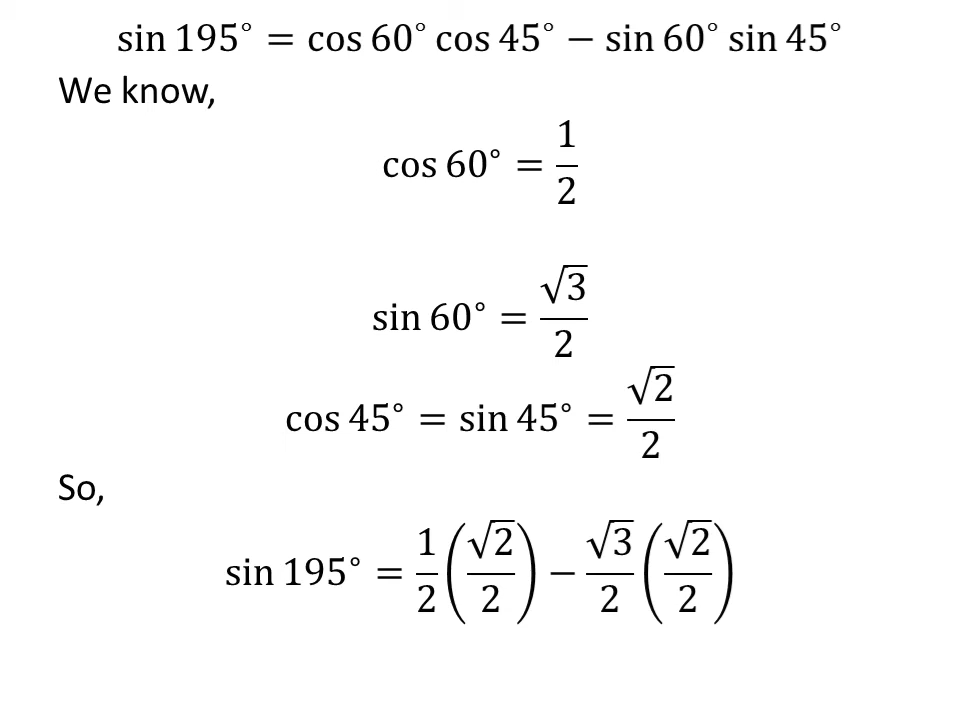 sin 195° = cos 60° cos 45° − sin 60° sin 45°
We know,
cos 60° = 1/2
sin 60° = √3/2
cos 45° = sin 45° = √2/2
So,
sin 195° = 1/2 (√2/2) − √3/2 (√2/2)